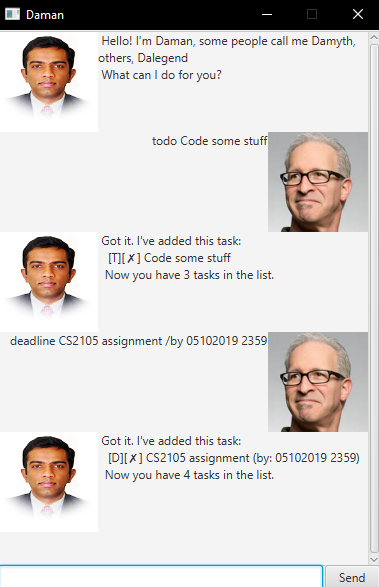 Daman
Hello! I'm Daman, some people call me Damyth,
others, Dalegend
What can I do for you?
todo Code some stuff
Got it. I've added this task:
[T][✗] Code some stuff
Now you have 3 tasks in the list.
deadline CS2105 assignment /by 05102019 2359
Got it. I've added this task:
[D][✗] CS2105 assignment (by: 05102019 2359)
Now you have 4 tasks in the list.
Send